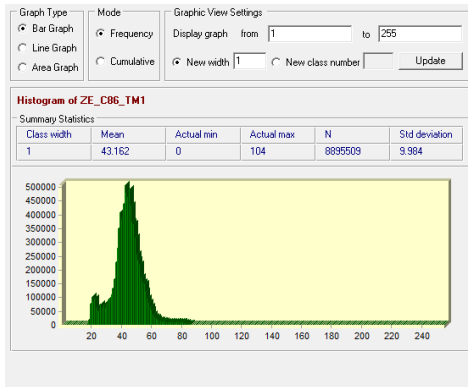 Graph Type Mode Graphic View Settings
Bar Graph Frequency Display graph from 1 to 255
Line Graph
Area Graph Cumulative New width 1 New class number Update
Histogram of ZE_C86_TM1
Summary Statistics
Class width Mean Actual min Actual max N Std deviation
1 43.162 0 104 8895509 9.984
500000
450000
400000
350000
300000
250000
200000
150000
100000
50000
0
20 40 60 80 100 120 140 160 180 200 220 240